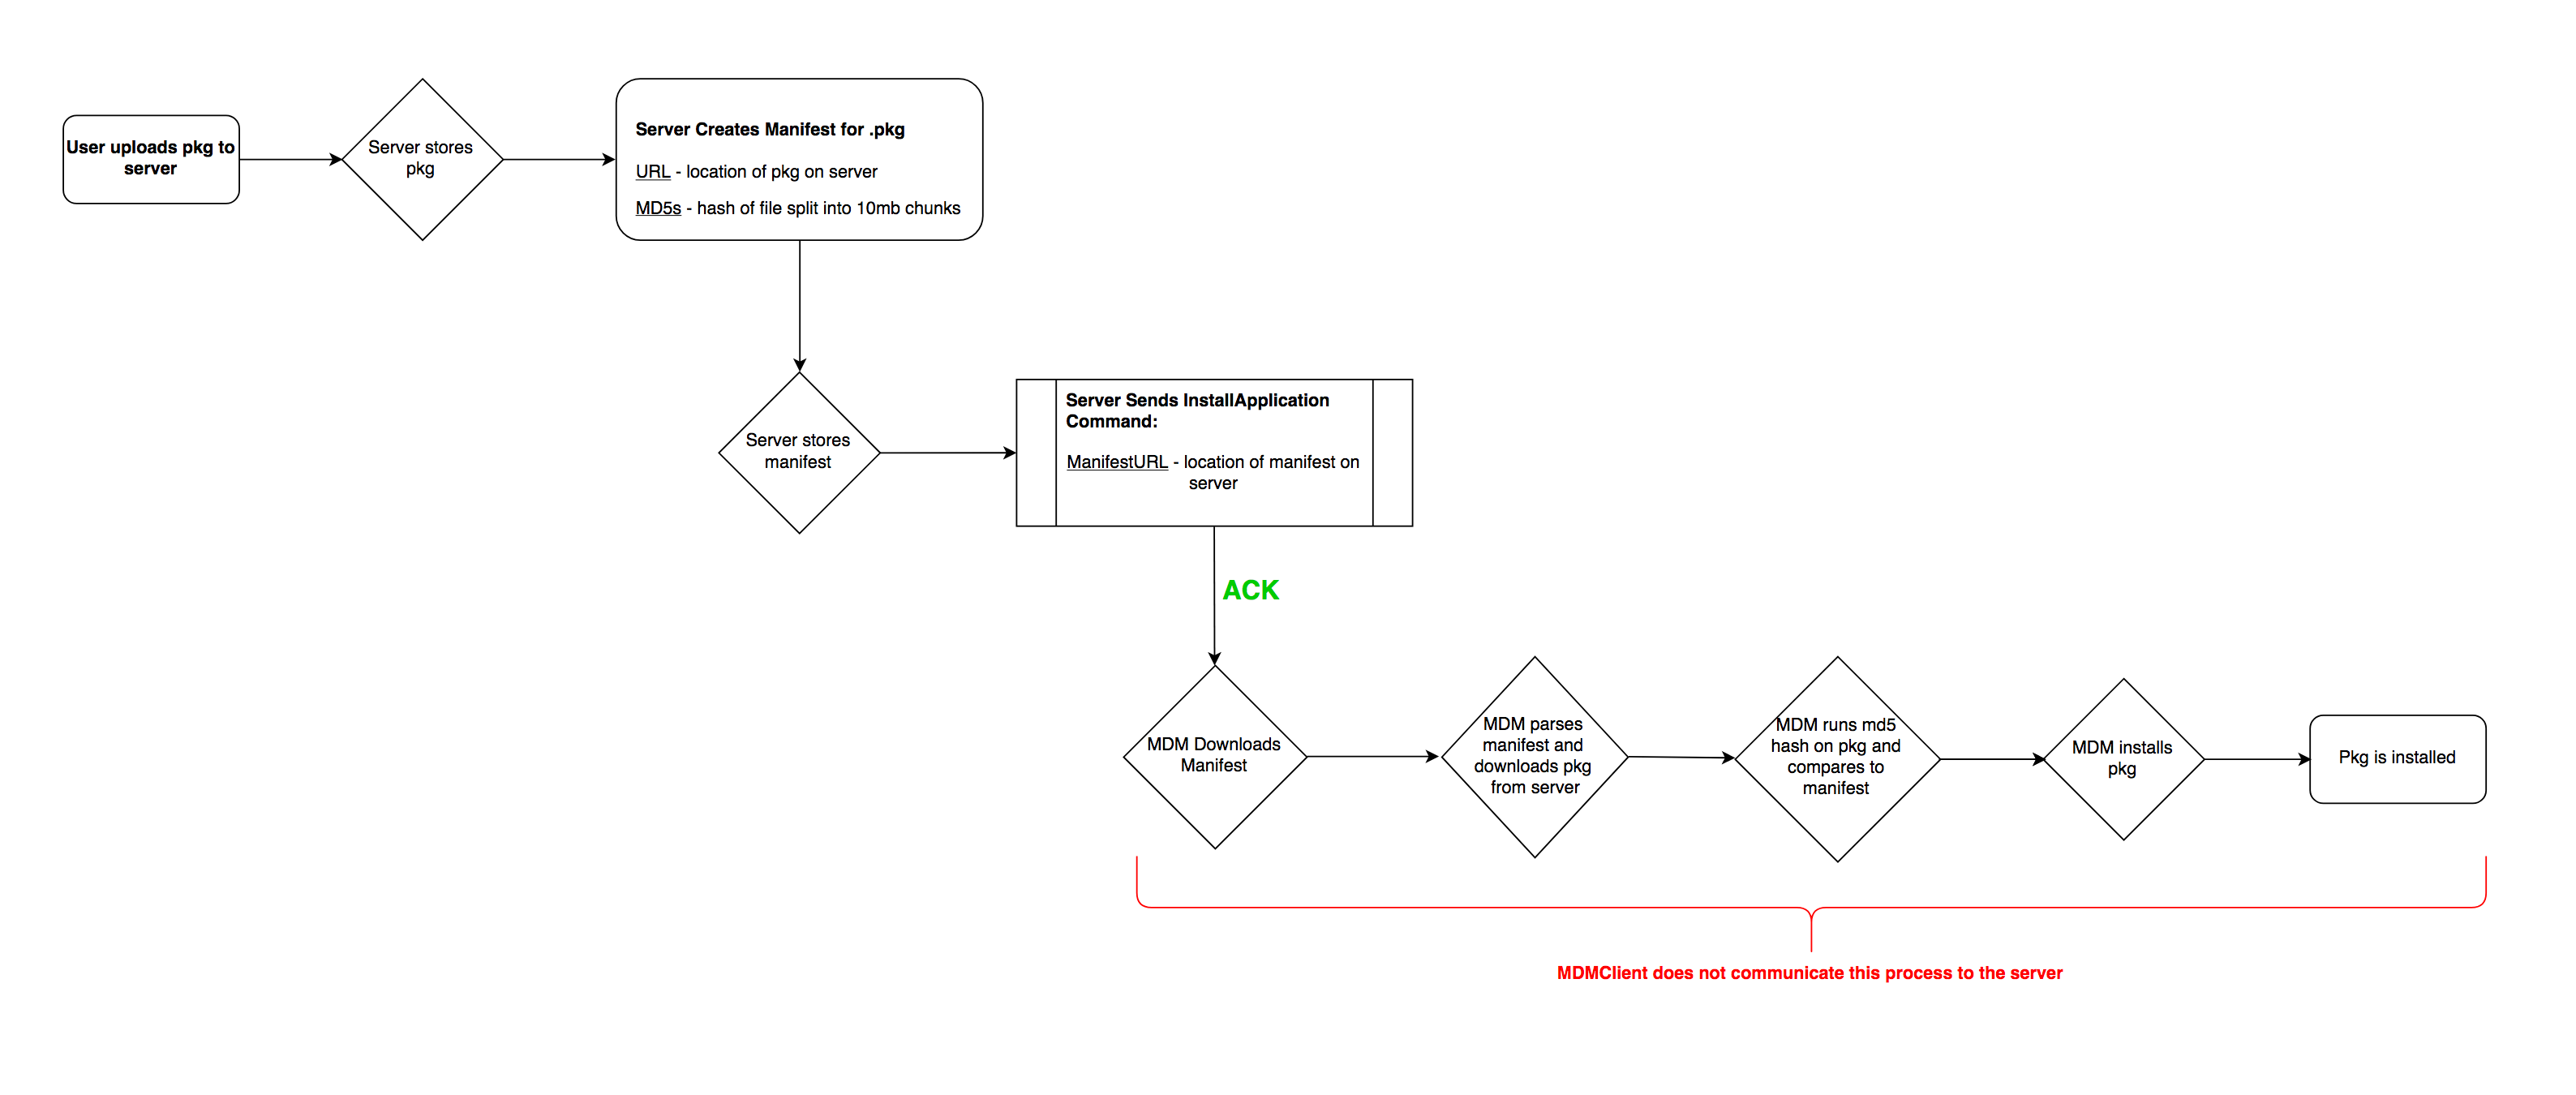 User uploads pkg to
server
Server stores
pkg
Server Creates Manifest for .pkg
URL - location of pkg on server
MD5s - hash of file split into 10mb chunks
Server stores
manifest
Server Sends InstallApplication
Command:
ManifestURL - location of manifest on
server
ACK
MDM Downloads
Manifest
MDM parses
manifest and
downloads pkg
from server
MDM runs md5
hash on pkg and
compares to
manifest
MDM installs
pkg
Pkg is installed
MDMClient does not communicate this process to the server